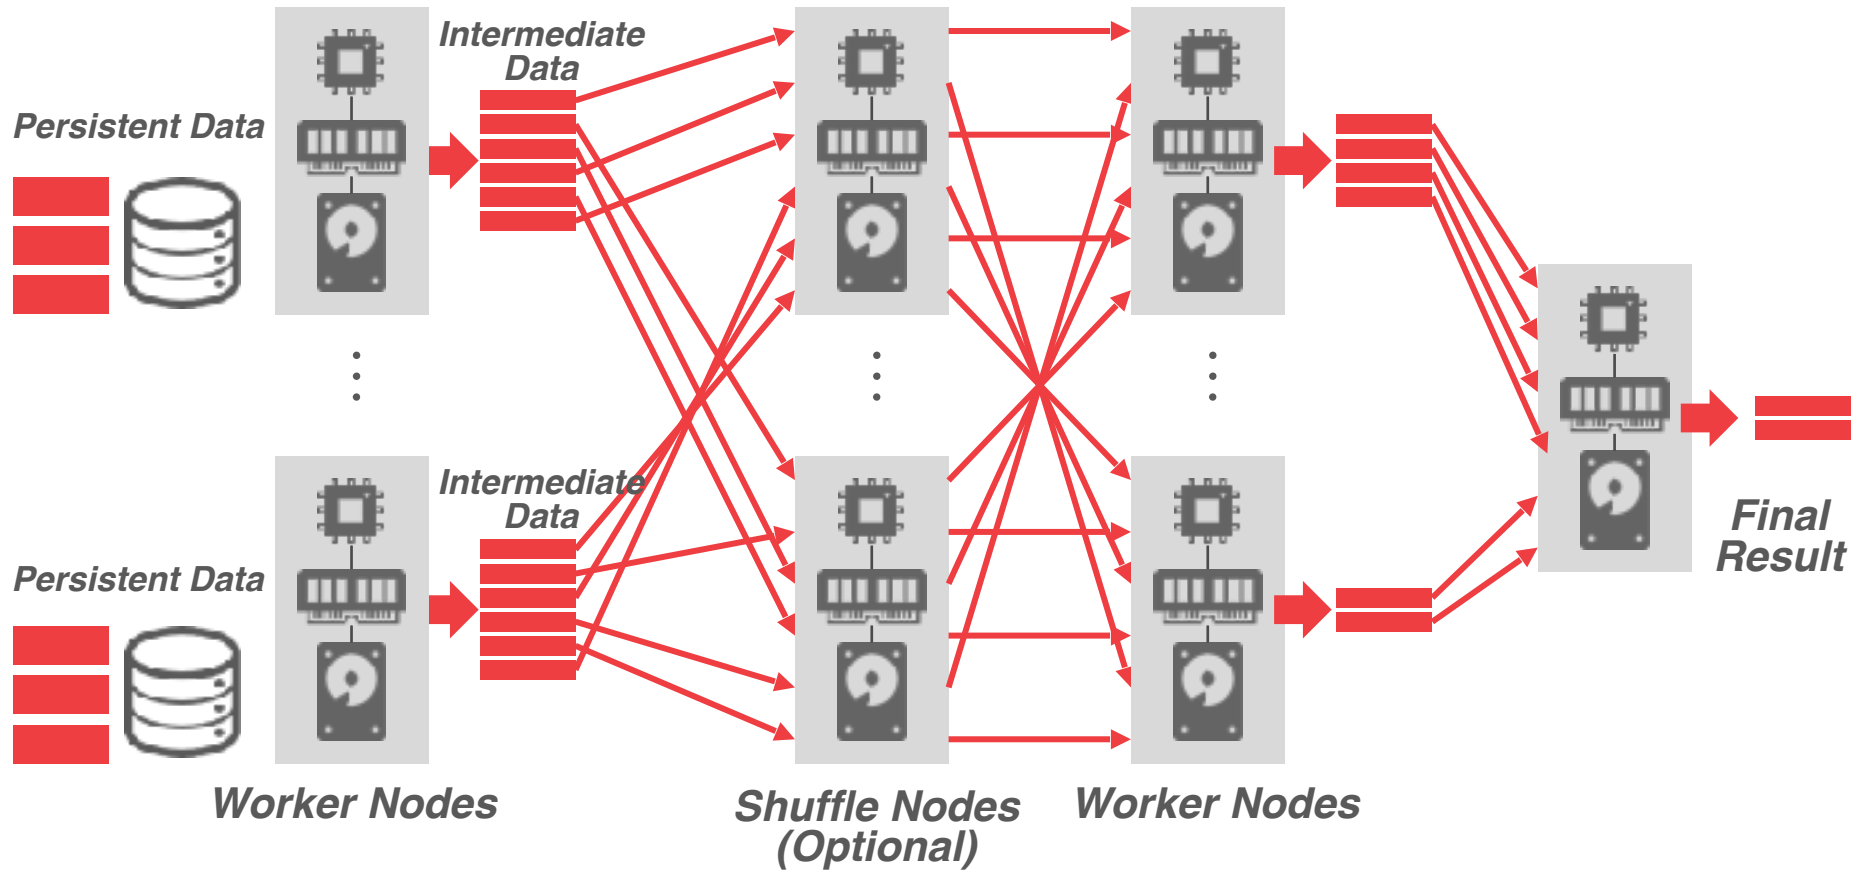 Persistent Data
Intermediate
Data
Persistent Data
Intermediate
Data
Final
Result
Worker Nodes
Shuffle Nodes
(Optional)
Worker Nodes